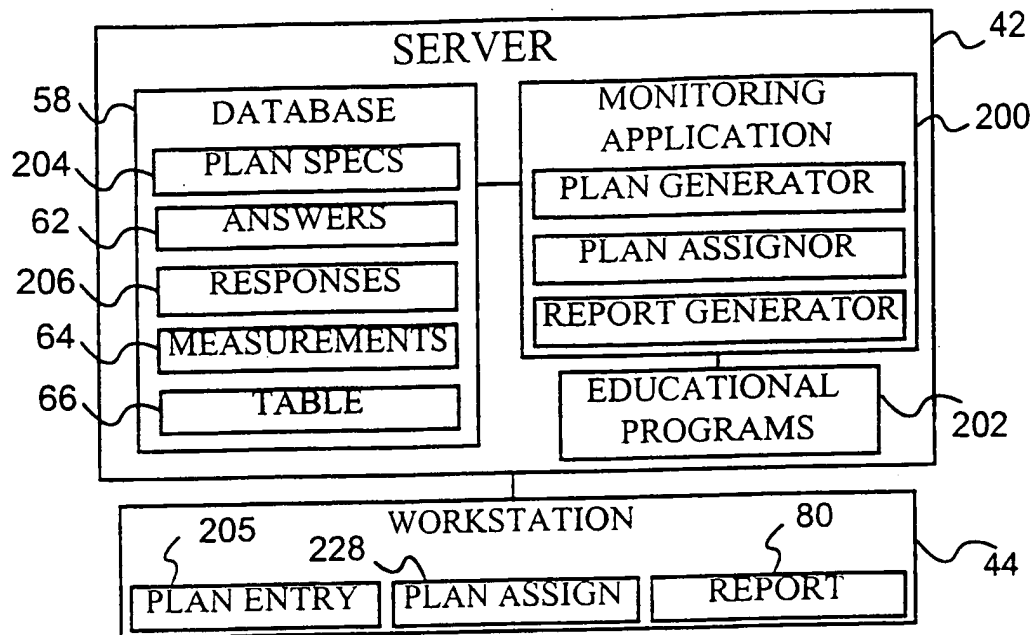 SERVER
42
58
DATABASE
204
PLAN SPECS
62
ANSWERS
206
RESPONSES
64
MEASUREMENTS
66
TABLE
MONITORING
APPLICATION
200
PLAN GENERATOR
PLAN ASSIGNOR
REPORT GENERATOR
EDUCATIONAL
PROGRAMS
202
WORKSTATION
205
228
80
44
PLAN ENTRY
PLAN ASSIGN
REPORT